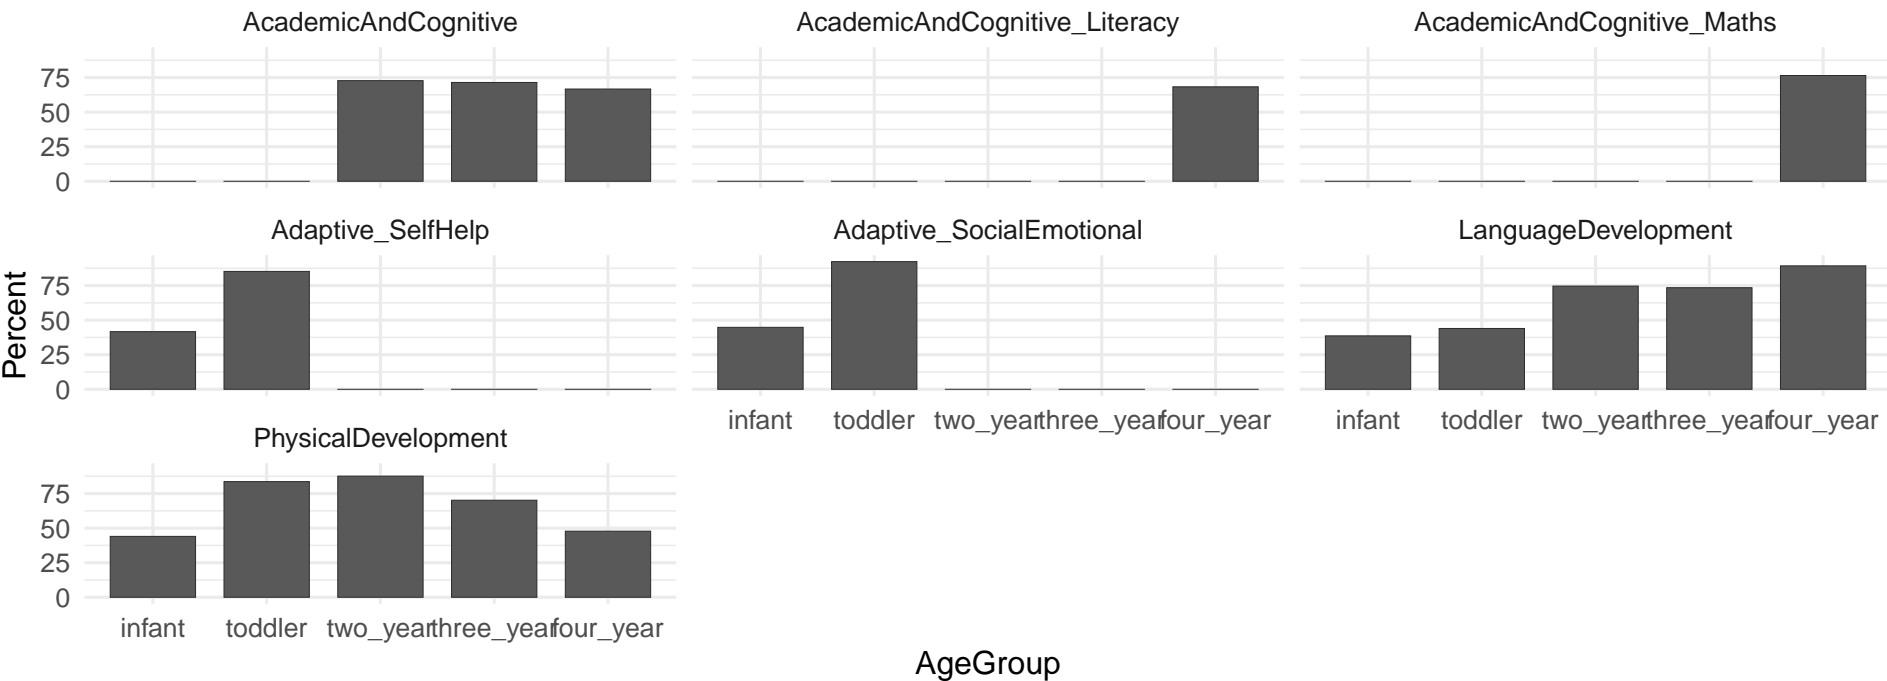 AcademicAndCognitive
AcademicAndCognitive_Literacy
AcademicAndCognitive_Maths
75
50
25
0
Adaptive_SelfHelp
Adaptive_SocialEmotional
LanguageDevelopment
Percent
75
50
25
0
infant toddler two_year three_year four_year
infant toddler two_year three_year four_year
PhysicalDevelopment
75
50
25
0
infant toddler two_year three_year four_year
AgeGroup